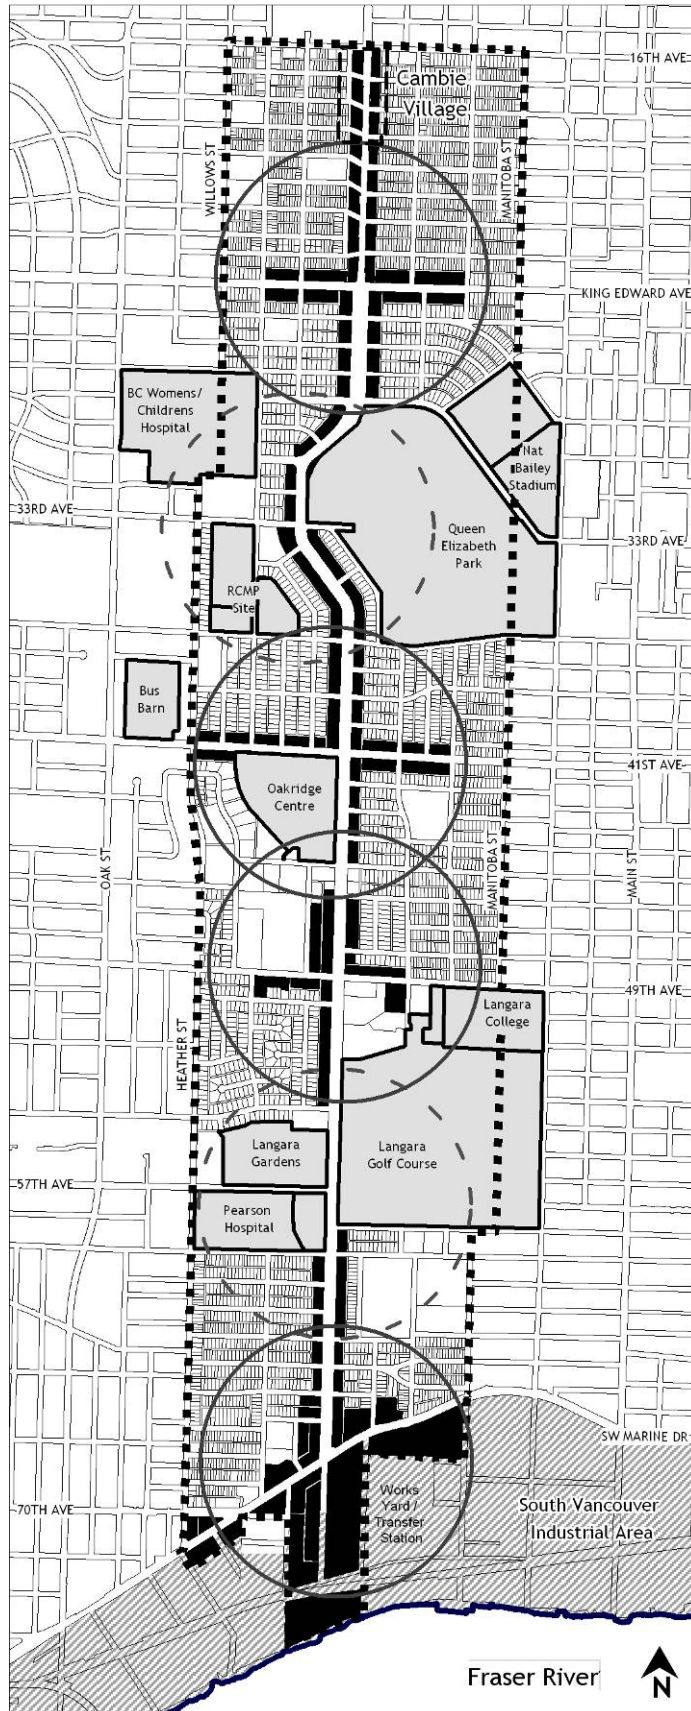 16TH AVE
Cambie
Village
WILLOWS ST
MANITOBA ST
KING EDWARD AVE
BC Womens/
Childrens
Hospital
Nat
Bailey
Stadium
33RD AVE
Queen
Elizabeth
Park
33RD AVE
RCMP
Site
Bus
Barn
41ST AVE
Oakridge
Centre
OAK ST
MANITOBA ST
MAIN ST
49TH AVE
Langara
College
HEATHER ST
Langara
Gardens
Langara
Golf Course
57TH AVE
Pearson
Hospital
SW MARINE DR
Works
Yard /
Transfer
Station
70TH AVE
South Vancouver
Industrial Area
Fraser River
N